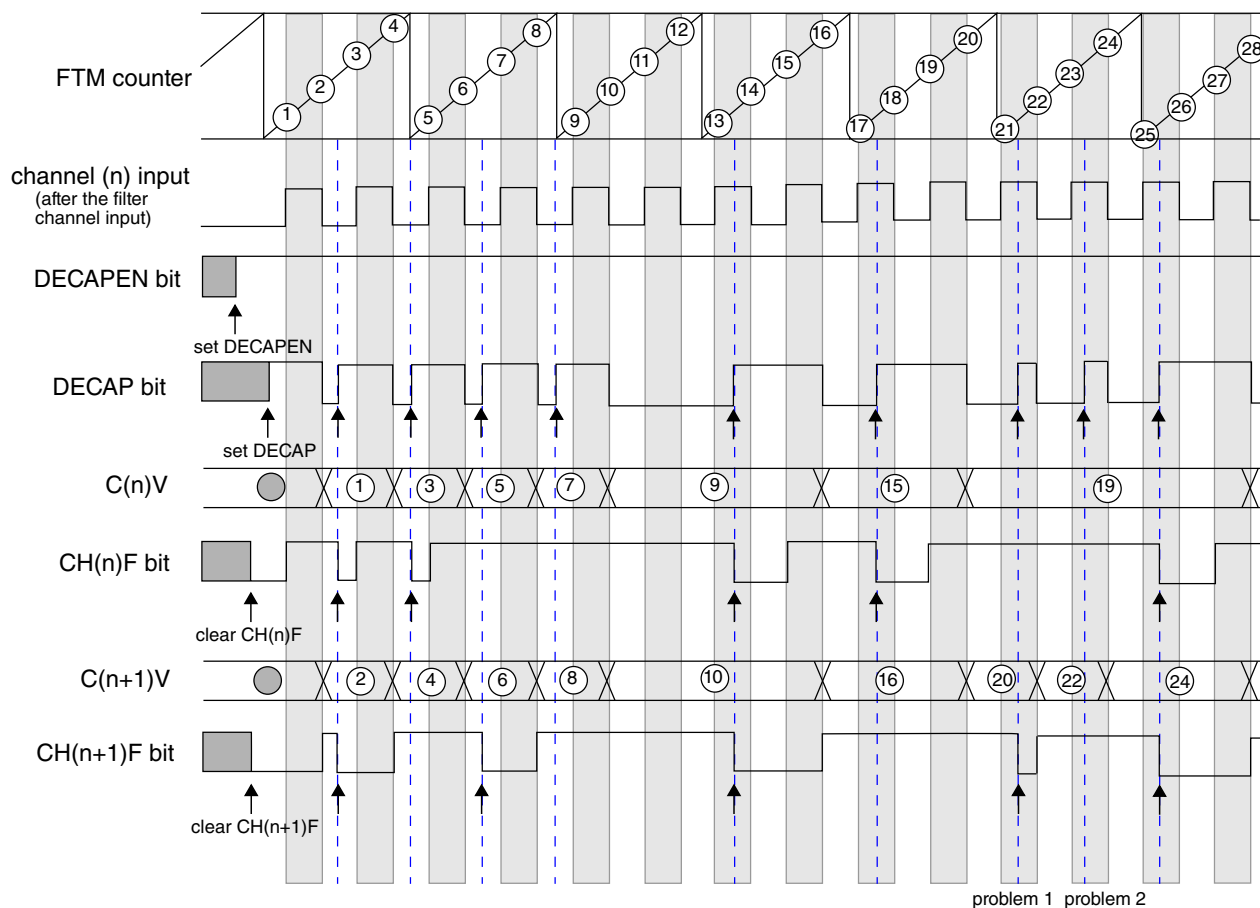 FTM counter
1 2 3 4 5 6 7 8 9 10 11 12 13 14 15 16 17 18 19 20 21 22 23 24 25 26 27 28
channel (n) input
(after the filter
channel input)
DECAPEN bit
set DECAPEN
DECAP bit
set DECAP
C(n)V
1 3 5 7 9 15 19
CH(n)F bit
clear CH(n)F
C(n+1)V
2 4 6 8 10 16 20 22 24
CH(n+1)F bit
clear CH(n+1)F
problem 1 problem 2